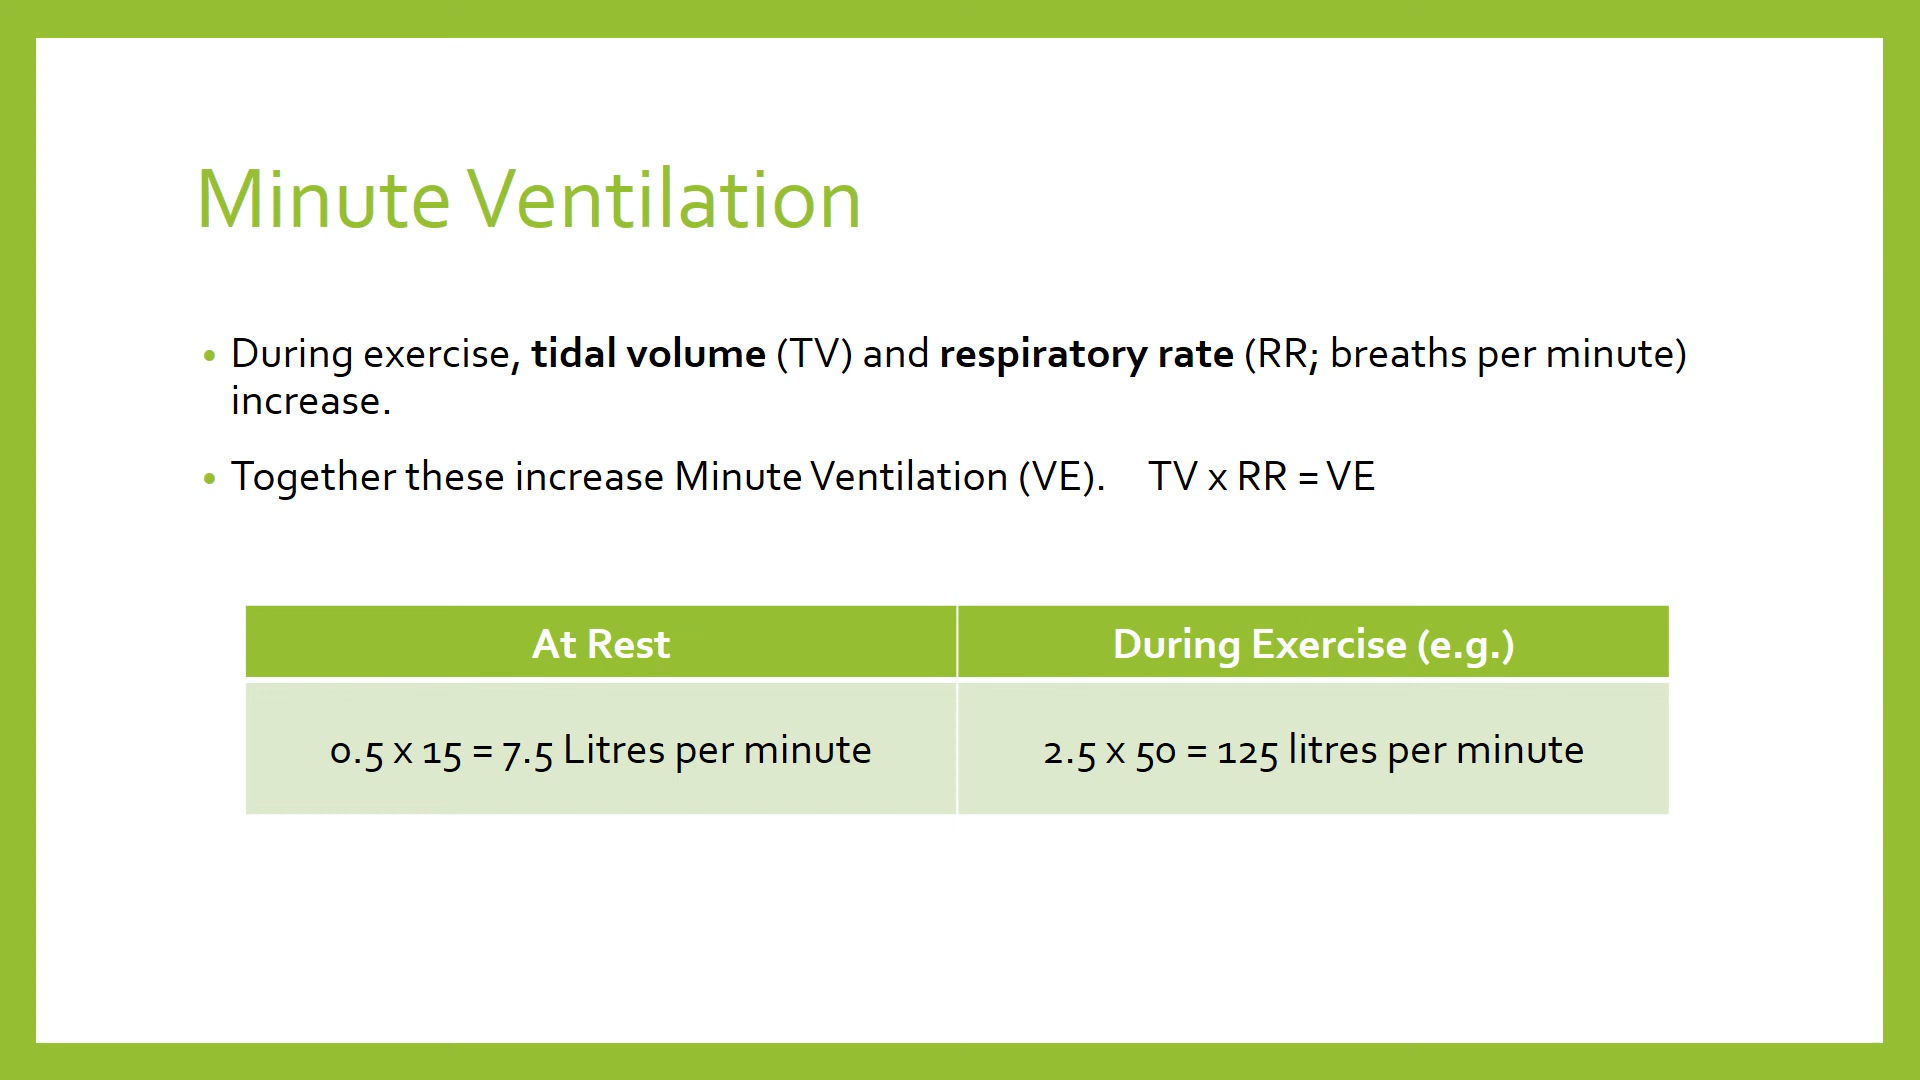 Minute Ventilation
• During exercise, tidal volume (TV) and respiratory rate (RR; breaths per minute)
increase.
• Together these increase Minute Ventilation (VE). TV x RR = VE
At Rest During Exercise (e.g.)
0.5 x 15 = 7.5 Litres per minute 2.5 x 50 = 125 litres per minute